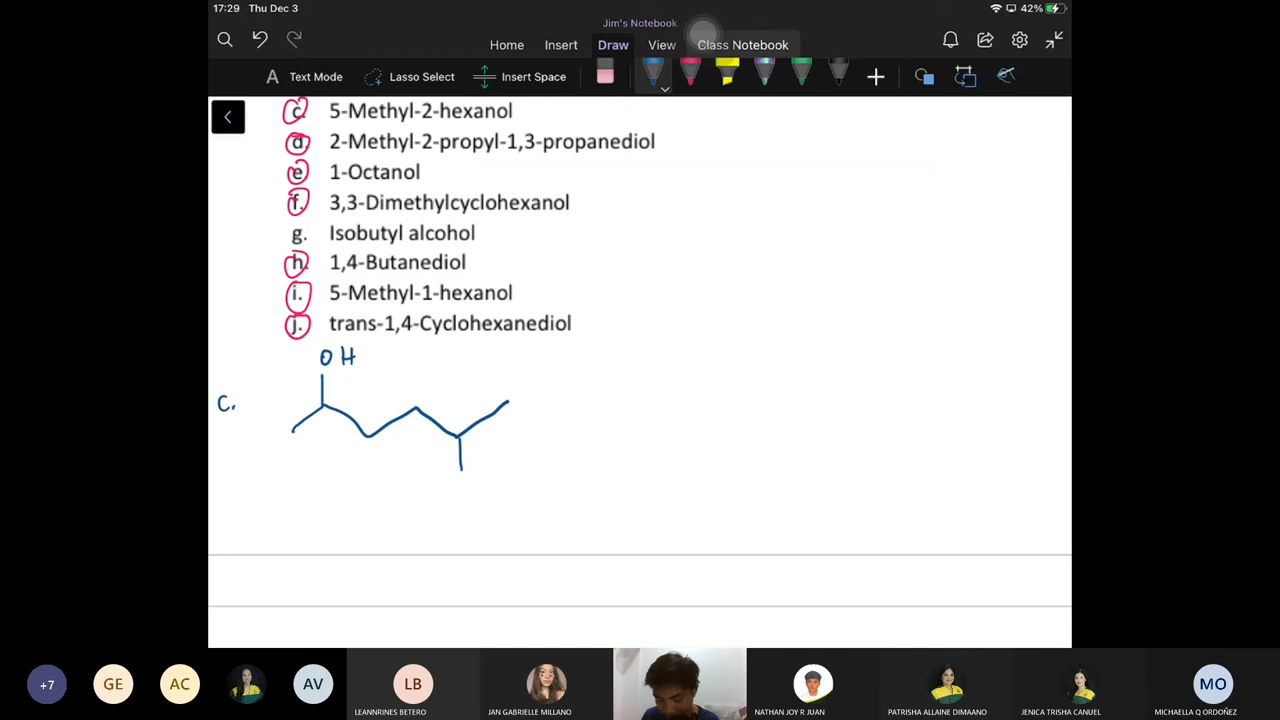 17:29 Thu Dec 3
42%
Jim's Notebook
Home Insert Draw View Class Notebook
Text Mode Lasso Select Insert Space
c. 5-Methyl-2-hexanol
d. 2-Methyl-2-propyl-1,3-propanediol
e. 1-Octanol
f. 3,3-Dimethylcyclohexanol
g. Isobutyl alcohol
h. 1,4-Butanediol
i. 5-Methyl-1-hexanol
j. trans-1,4-Cyclohexanediol
OH
C.
+7 GE AC AV LB MO
LEANNRINES BETERO JAN GABRIELLE MILLANO NATHAN JOY R JUAN PATRISHA ALLAINE DIMAANO JENICA TRISHA CANUEL MICHAELLA Q ORDOÑEZ